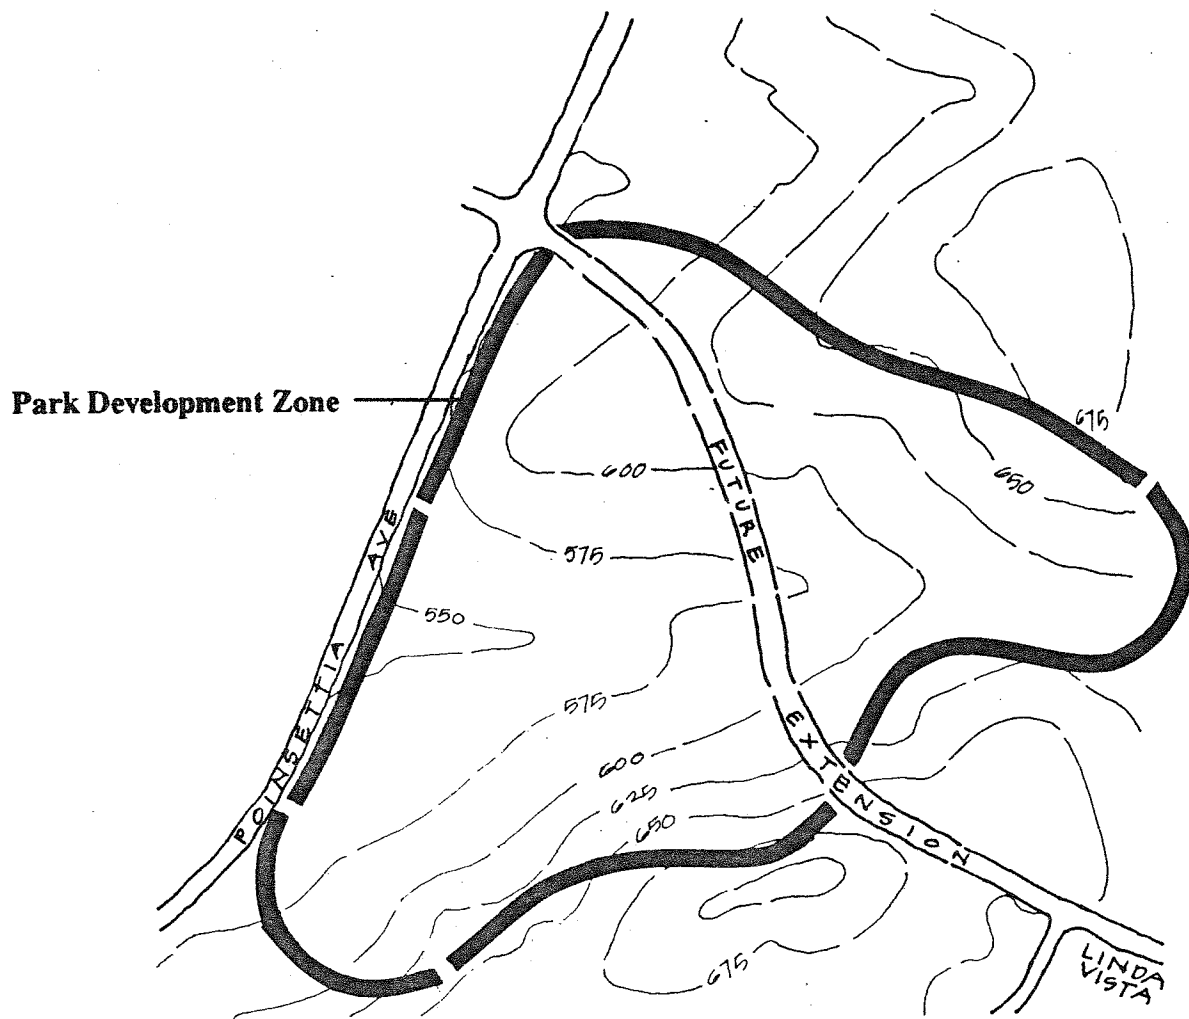 Park Development Zone
675
650
FUTURE
600
AVE
575
550
POINSETTIA
575
EXTENSION
600
625
650
675
LINDA
VISTA